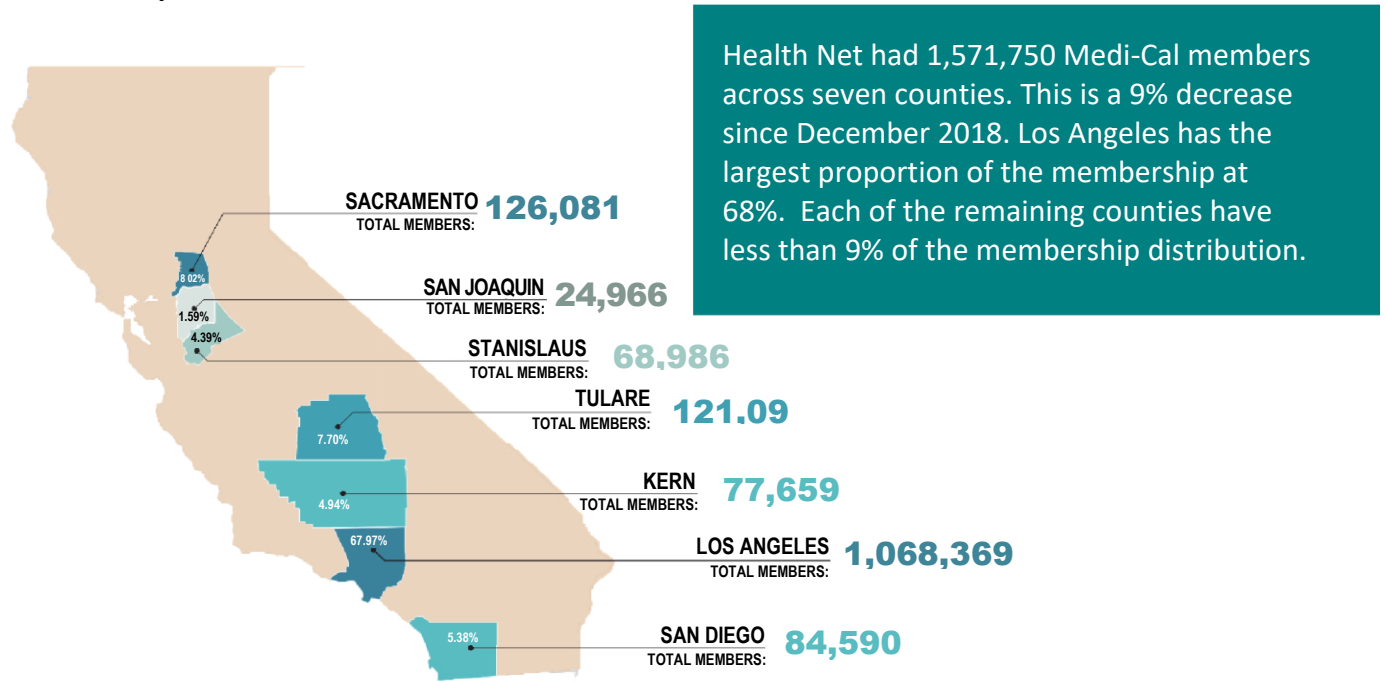 Health Net had 1,571,750 Medi-Cal members
across seven counties. This is a 9% decrease
since December 2018. Los Angeles has the
largest proportion of the membership at
68%. Each of the remaining counties have
less than 9% of the membership distribution.
SACRAMENTO 126,081
TOTAL MEMBERS:
8 02%
SAN JOAQUIN 24,966
TOTAL MEMBERS:
1.59%
4.39%
STANISLAUS 68,986
TOTAL MEMBERS:
TULARE 121,09
TOTAL MEMBERS:
7.70%
KERN 77,659
TOTAL MEMBERS:
4.94%
67.97%
LOS ANGELES 1,068,369
TOTAL MEMBERS:
5.38%
SAN DIEGO 84,590
TOTAL MEMBERS: